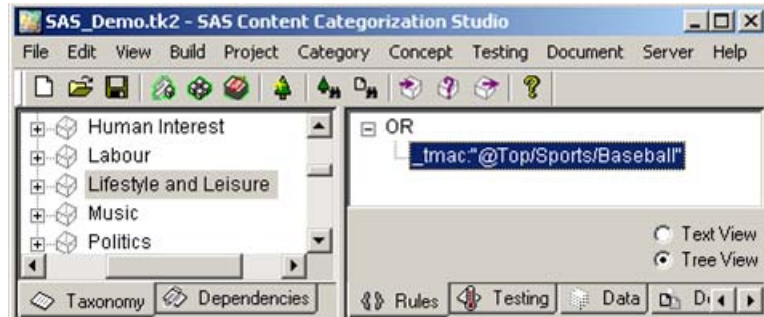 SAS_Demo.tk2 - SAS Content Categorization Studio
File Edit View Build Project Category Concept Testing Document Server Help
Human Interest
Labour
Lifestyle and Leisure
Music
Politics
OR
_tmac:"@Top/Sports/Baseball"
Text View
Tree View
Taxonomy Dependencies
Rules Testing Data